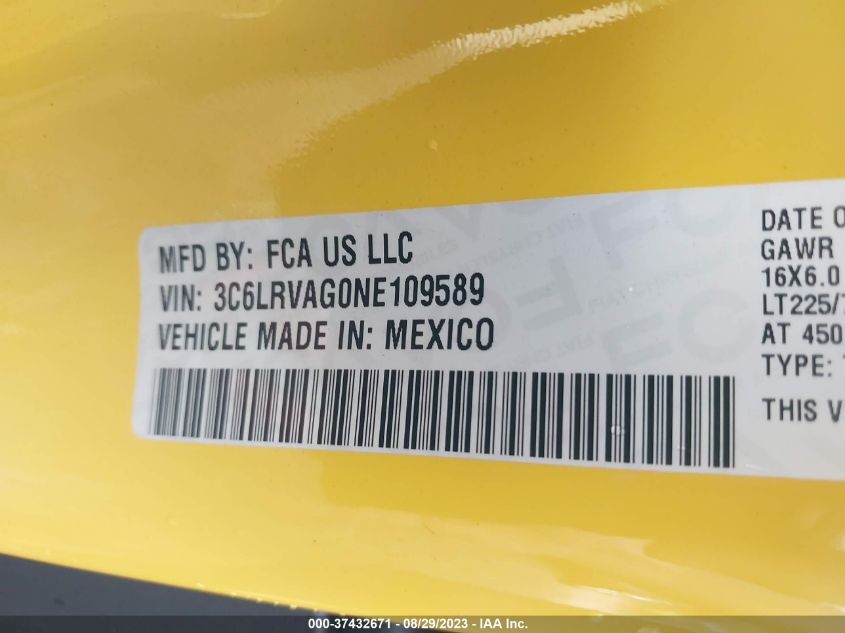 MFD BY: FCA US LLC
VIN: 3C6LRVAG0NE109589
VEHICLE MADE IN: MEXICO
DATE O
GAWR
16X6.0
LT225/7
AT 450
TYPE: T
THIS V
000-37432671 - 08/29/2023 - IAA Inc.